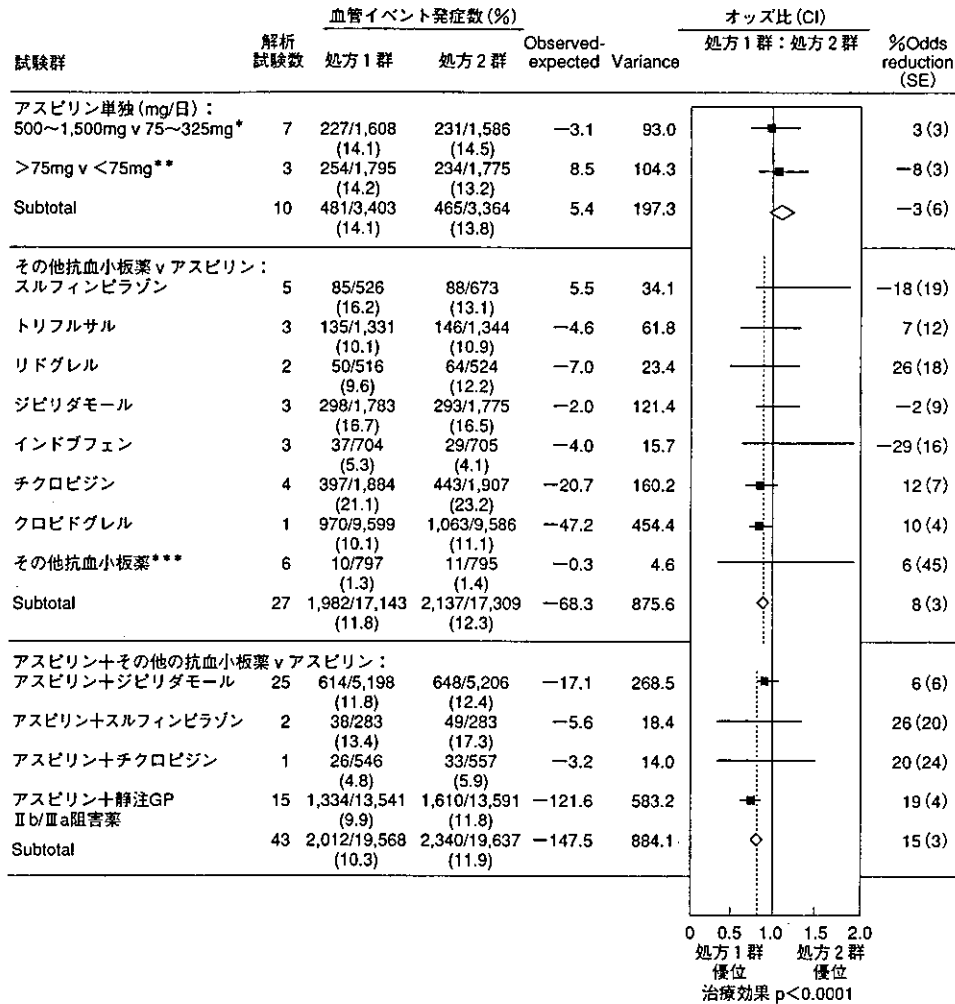 血管イベント発症数(%)
オッズ比(CI)
試験群 解析試験数 処方1群 処方2群 Observed-expected Variance 処方1群:処方2群 %Odds reduction (SE)
アスピリン単独(mg/日):
500〜1,500mg v 75〜325mg* 7 227/1,608 231/1,586 −3.1 93.0 3(3)
(14.1) (14.5)
>75mg v <75mg** 3 254/1,795 234/1,775 8.5 104.3 −8(3)
(14.2) (13.2)
Subtotal 10 481/3,403 465/3,364 5.4 197.3 −3(6)
(14.1) (13.8)
その他抗血小板薬 v アスピリン:
スルフィンピラゾン 5 85/526 88/673 5.5 34.1 −18(19)
(16.2) (13.1)
トリフルサル 3 135/1,331 146/1,344 −4.6 61.8 7(12)
(10.1) (10.9)
リドグレル 2 50/516 64/524 −7.0 23.4 26(18)
(9.6) (12.2)
ジピリダモール 3 298/1,783 293/1,775 −2.0 121.4 −2(9)
(16.7) (16.5)
インドブフェン 3 37/704 29/705 −4.0 15.7 −29(16)
(5.3) (4.1)
チクロピジン 4 397/1,884 443/1,907 −20.7 160.2 12(7)
(21.1) (23.2)
クロピドグレル 1 970/9,599 1,063/9,586 −47.2 454.4 10(4)
(10.1) (11.1)
その他抗血小板薬*** 6 10/797 11/795 −0.3 4.6 6(45)
(1.3) (1.4)
Subtotal 27 1,982/17,143 2,137/17,309 −68.3 875.6 8(3)
(11.8) (12.3)
アスピリン+その他の抗血小板薬 v アスピリン:
アスピリン+ジピリダモール 25 614/5,198 648/5,206 −17.1 268.5 6(6)
(11.8) (12.4)
アスピリン+スルフィンピラゾン 2 38/283 49/283 −5.6 18.4 26(20)
(13.4) (17.3)
アスピリン+チクロピジン 1 26/546 33/557 −3.2 14.0 20(24)
(4.8) (5.9)
アスピリン+静注GP 15 1,334/13,541 1,610/13,591 −121.6 583.2 19(4)
Ⅱb/Ⅲa阻害薬 (9.9) (11.8)
Subtotal 43 2,012/19,568 2,340/19,637 −147.5 884.1 15(3)
(10.3) (11.9)
0 0.5 1.0 1.5 2.0
処方1群 処方2群
優位 優位
治療効果 p<0.0001